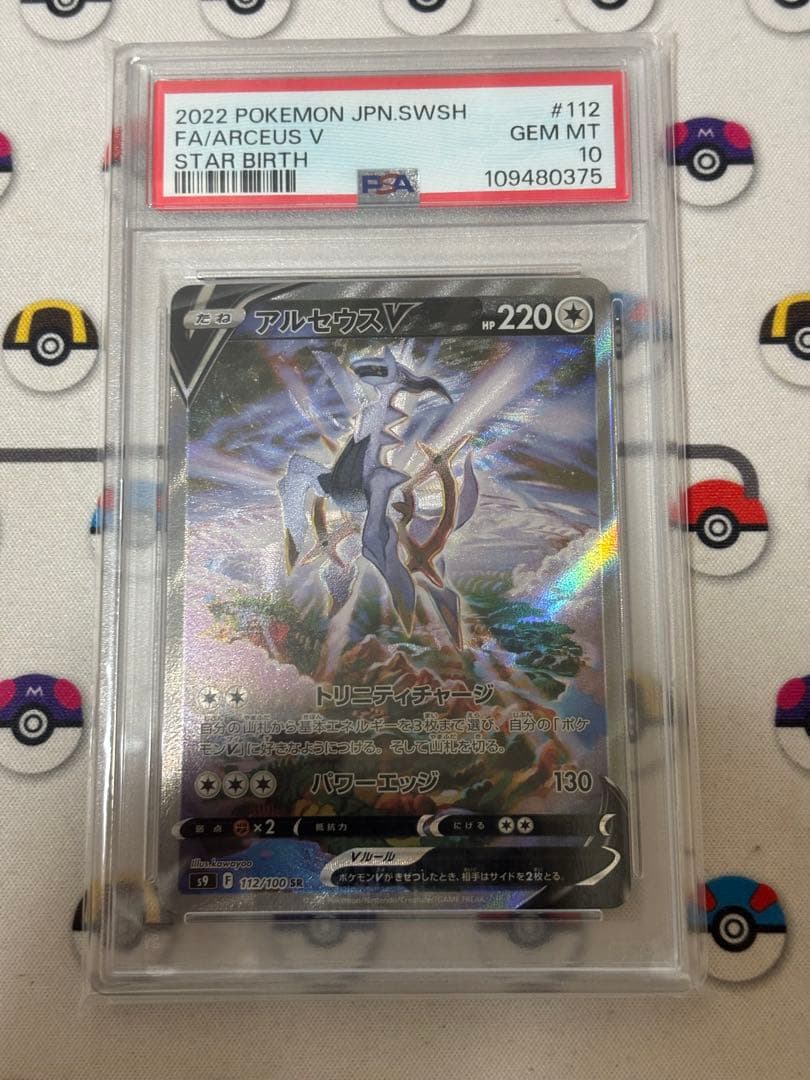 2022 POKEMON JPN.SWSH #112
FA/ARCEUS V GEM MT
STAR BIRTH 10
PSA 109480375
たね アルセウスV HP220
トリニティチャージ
自分の山札から基本エネルギーを3枚まで選び、自分の「ポケ
モンV」に好きなようにつける。そして山札を切る。
パワーエッジ 130
弱点 ×2 抵抗力 にげる
Illus.kawayoo
Vルール
s9 F 112/100 SR ポケモンVがきぜつしたとき、相手はサイドを2枚とる。